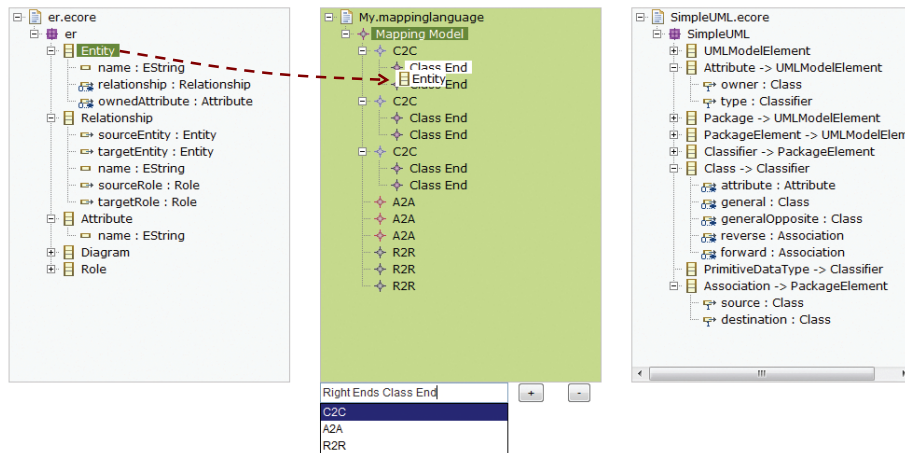 er.ecore
er
Entity
name : EString
relationship : Relationship
ownedAttribute : Attribute
Relationship
sourceEntity : Entity
targetEntity : Entity
name : EString
sourceRole : Role
targetRole : Role
Attribute
name : EString
Diagram
Role
My.mappinglanguage
Mapping Model
C2C
Class End
Entity
Class End
C2C
Class End
Class End
C2C
Class End
Class End
A2A
A2A
A2A
R2R
R2R
R2R
Right Ends Class End
+ -
C2C
A2A
R2R
SimpleUML.ecore
SimpleUML
UMLModelElement
Attribute -> UMLModelElement
owner : Class
type : Classifier
Package -> UMLModelElement
PackageElement -> UMLModelElem
Classifier -> PackageElement
Class -> Classifier
attribute : Attribute
general : Class
generalOpposite : Class
reverse : Association
forward : Association
PrimitiveDataType -> Classifier
Association -> PackageElement
source : Class
destination : Class